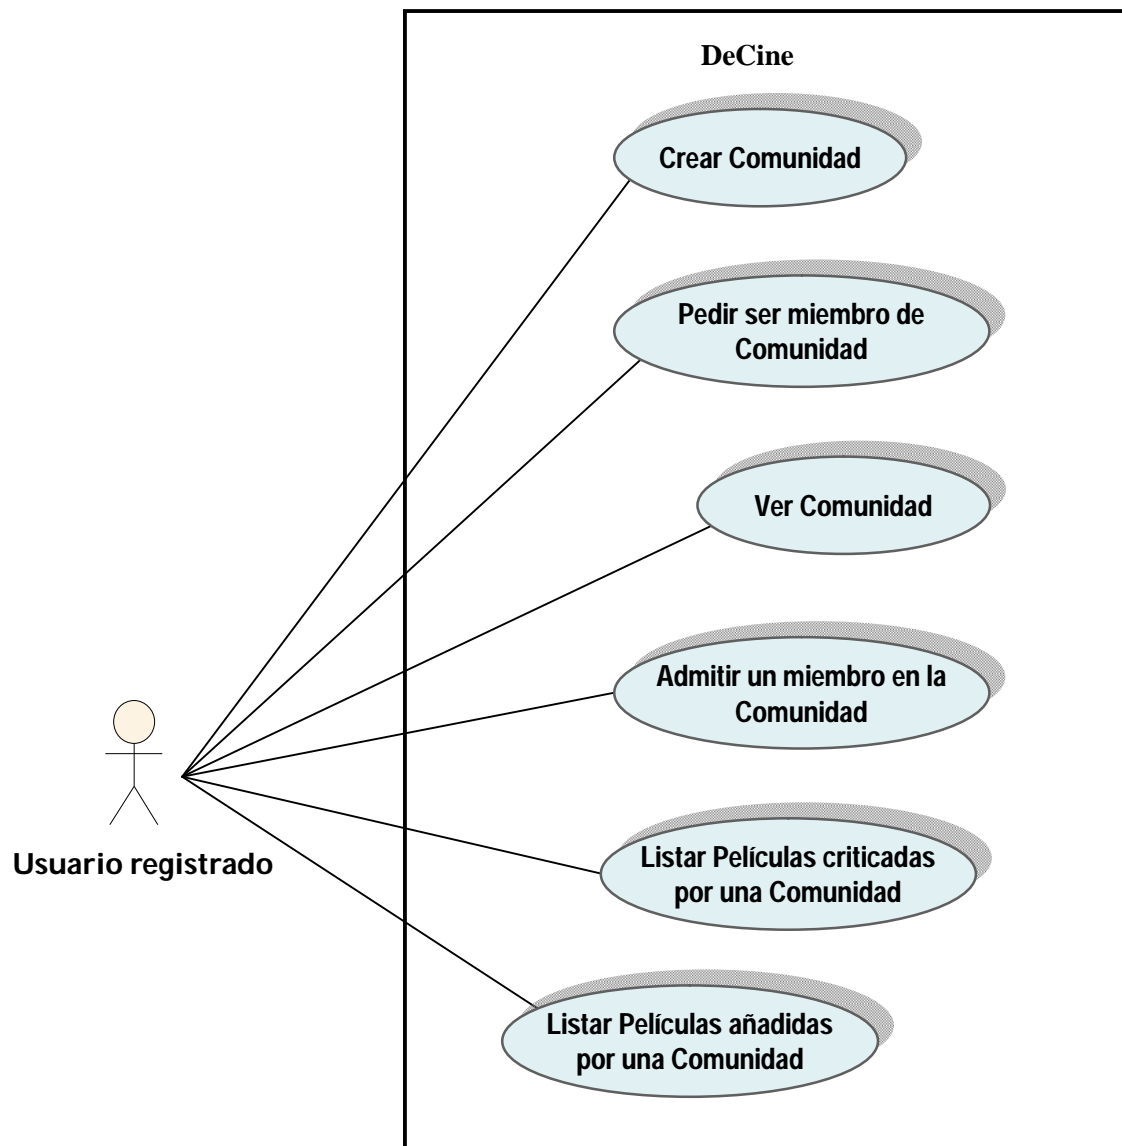 DeCine
Crear Comunidad
Pedir ser miembro de
Comunidad
Ver Comunidad
Admitir un miembro en la
Comunidad
Usuario registrado
Listar Películas criticadas
por una Comunidad
Listar Películas añadidas
por una Comunidad